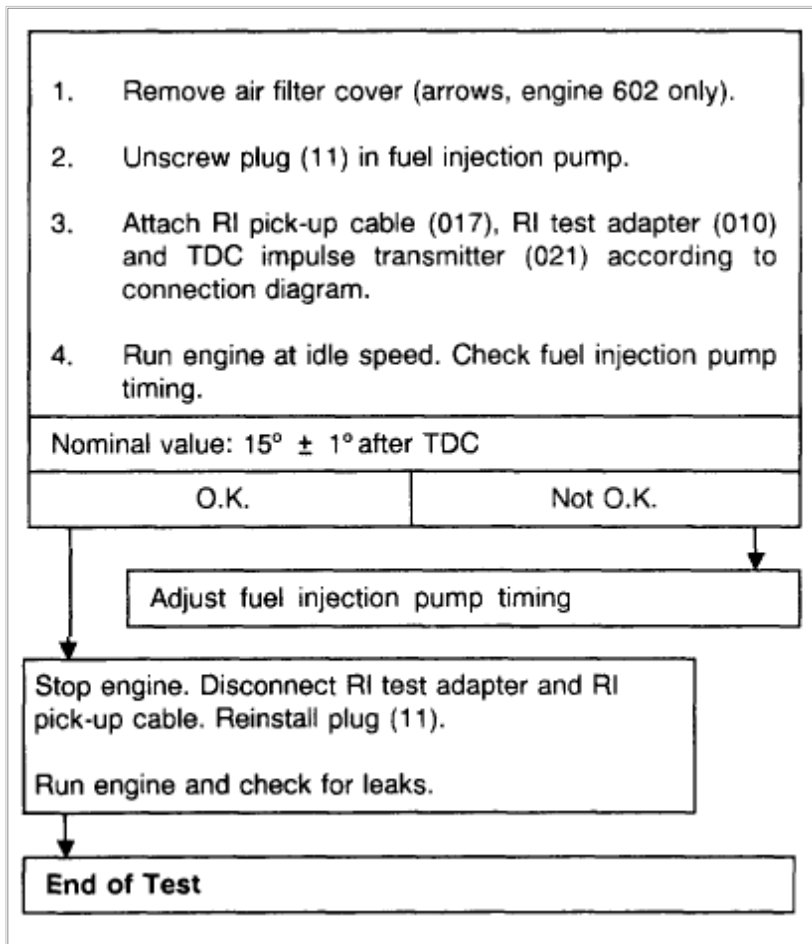 1. Remove air filter cover (arrows, engine 602 only).
2. Unscrew plug (11) in fuel injection pump.
3. Attach RI pick-up cable (017), RI test adapter (010)
and TDC impulse transmitter (021) according to
connection diagram.
4. Run engine at idle speed. Check fuel injection pump
timing.
Nominal value: 15° ± 1° after TDC
O.K. Not O.K.
Adjust fuel injection pump timing
Stop engine. Disconnect RI test adapter and RI
pick-up cable. Reinstall plug (11).
Run engine and check for leaks.
End of Test